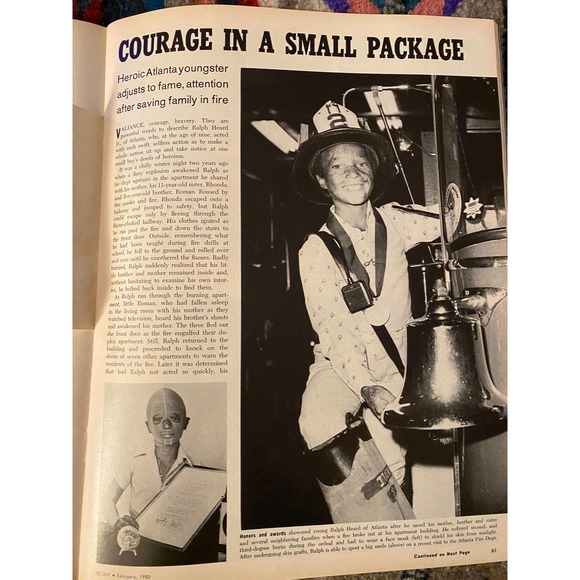 COURAGE IN A SMALL PACKAGE
Heroic Atlanta youngster
adjusts to fame, attention
after saving family in fire
VALIANCE, courage, bravery. They are
powerful words to describe Ralph Heard
Jr., of Atlanta, who, at the age of nine, acted
with such swift, selfless action as to make a
whole nation sit up and take notice at one
small boy's deeds of heroism.
It was a chilly winter night two years ago
when a fiery explosion awakened Ralph as
he slept upstairs in the apartment he shared
with his mother, his 11-year-old sister, Rhonda,
and five-year-old brother, Roman. Roused by
the smoke and fire, Rhonda escaped onto a
balcony and jumped to safety, but Ralph
could escape only by fleeing through the
flame-choked hallway. His clothes ignited as
he ran past the fire and down the stairs to
the front door. Outside, remembering what
he had learned during fire drills at
school, he fell to the ground and rolled over
and over until he smothered the flames. Badly
burned, Ralph suddenly realized that his lit-
tle brother and mother remained inside and,
without hesitating to examine his own injur-
ies, he bolted back inside to find them.
As Ralph ran through the burning apart-
ment, little Roman, who had fallen asleep
in the living room with his mother as they
watched television, heard his brother's shouts
and awakened his mother. The three fled out
the front door as the fire engulfed their du-
plex apartment. Still, Ralph returned to the
building and proceeded to knock on the
doors of seven other apartments to warn the
residents of the fire. Later it was determined
that had Ralph not acted so quickly, his
2
Honors and awards showered young Ralph Heard of Atlanta after he saved his mother, brother and sister
and several neighboring families when a fire broke out at his apartment building. He suffered second- and
third-degree burns during the ordeal and had to wear a face mask (left) to shield his skin from sunlight.
After undergoing skin grafts, Ralph is able to sport a big smile (above) on a recent visit to the Atlanta Fire Dept.
Continued on Next Page
EBONY • February, 1982
61